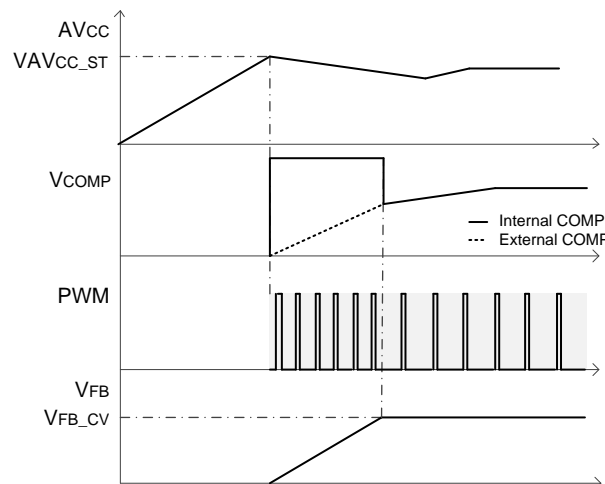 AVCC
VAVCC_ST
VCOMP
Internal COMP
External COMP
PWM
VFB
VFB_CV